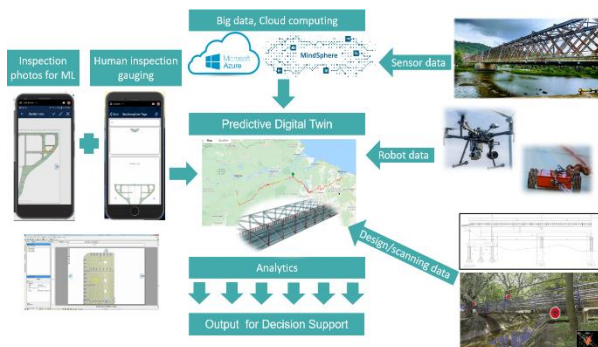 Big data, Cloud computing
Inspection
photos for ML
Human inspection
gauging
Microsoft
Azure
MindSphere
Sensor data
Predictive Digital Twin
Robot data
Design/scanning data
Analytics
Output for Decision Support